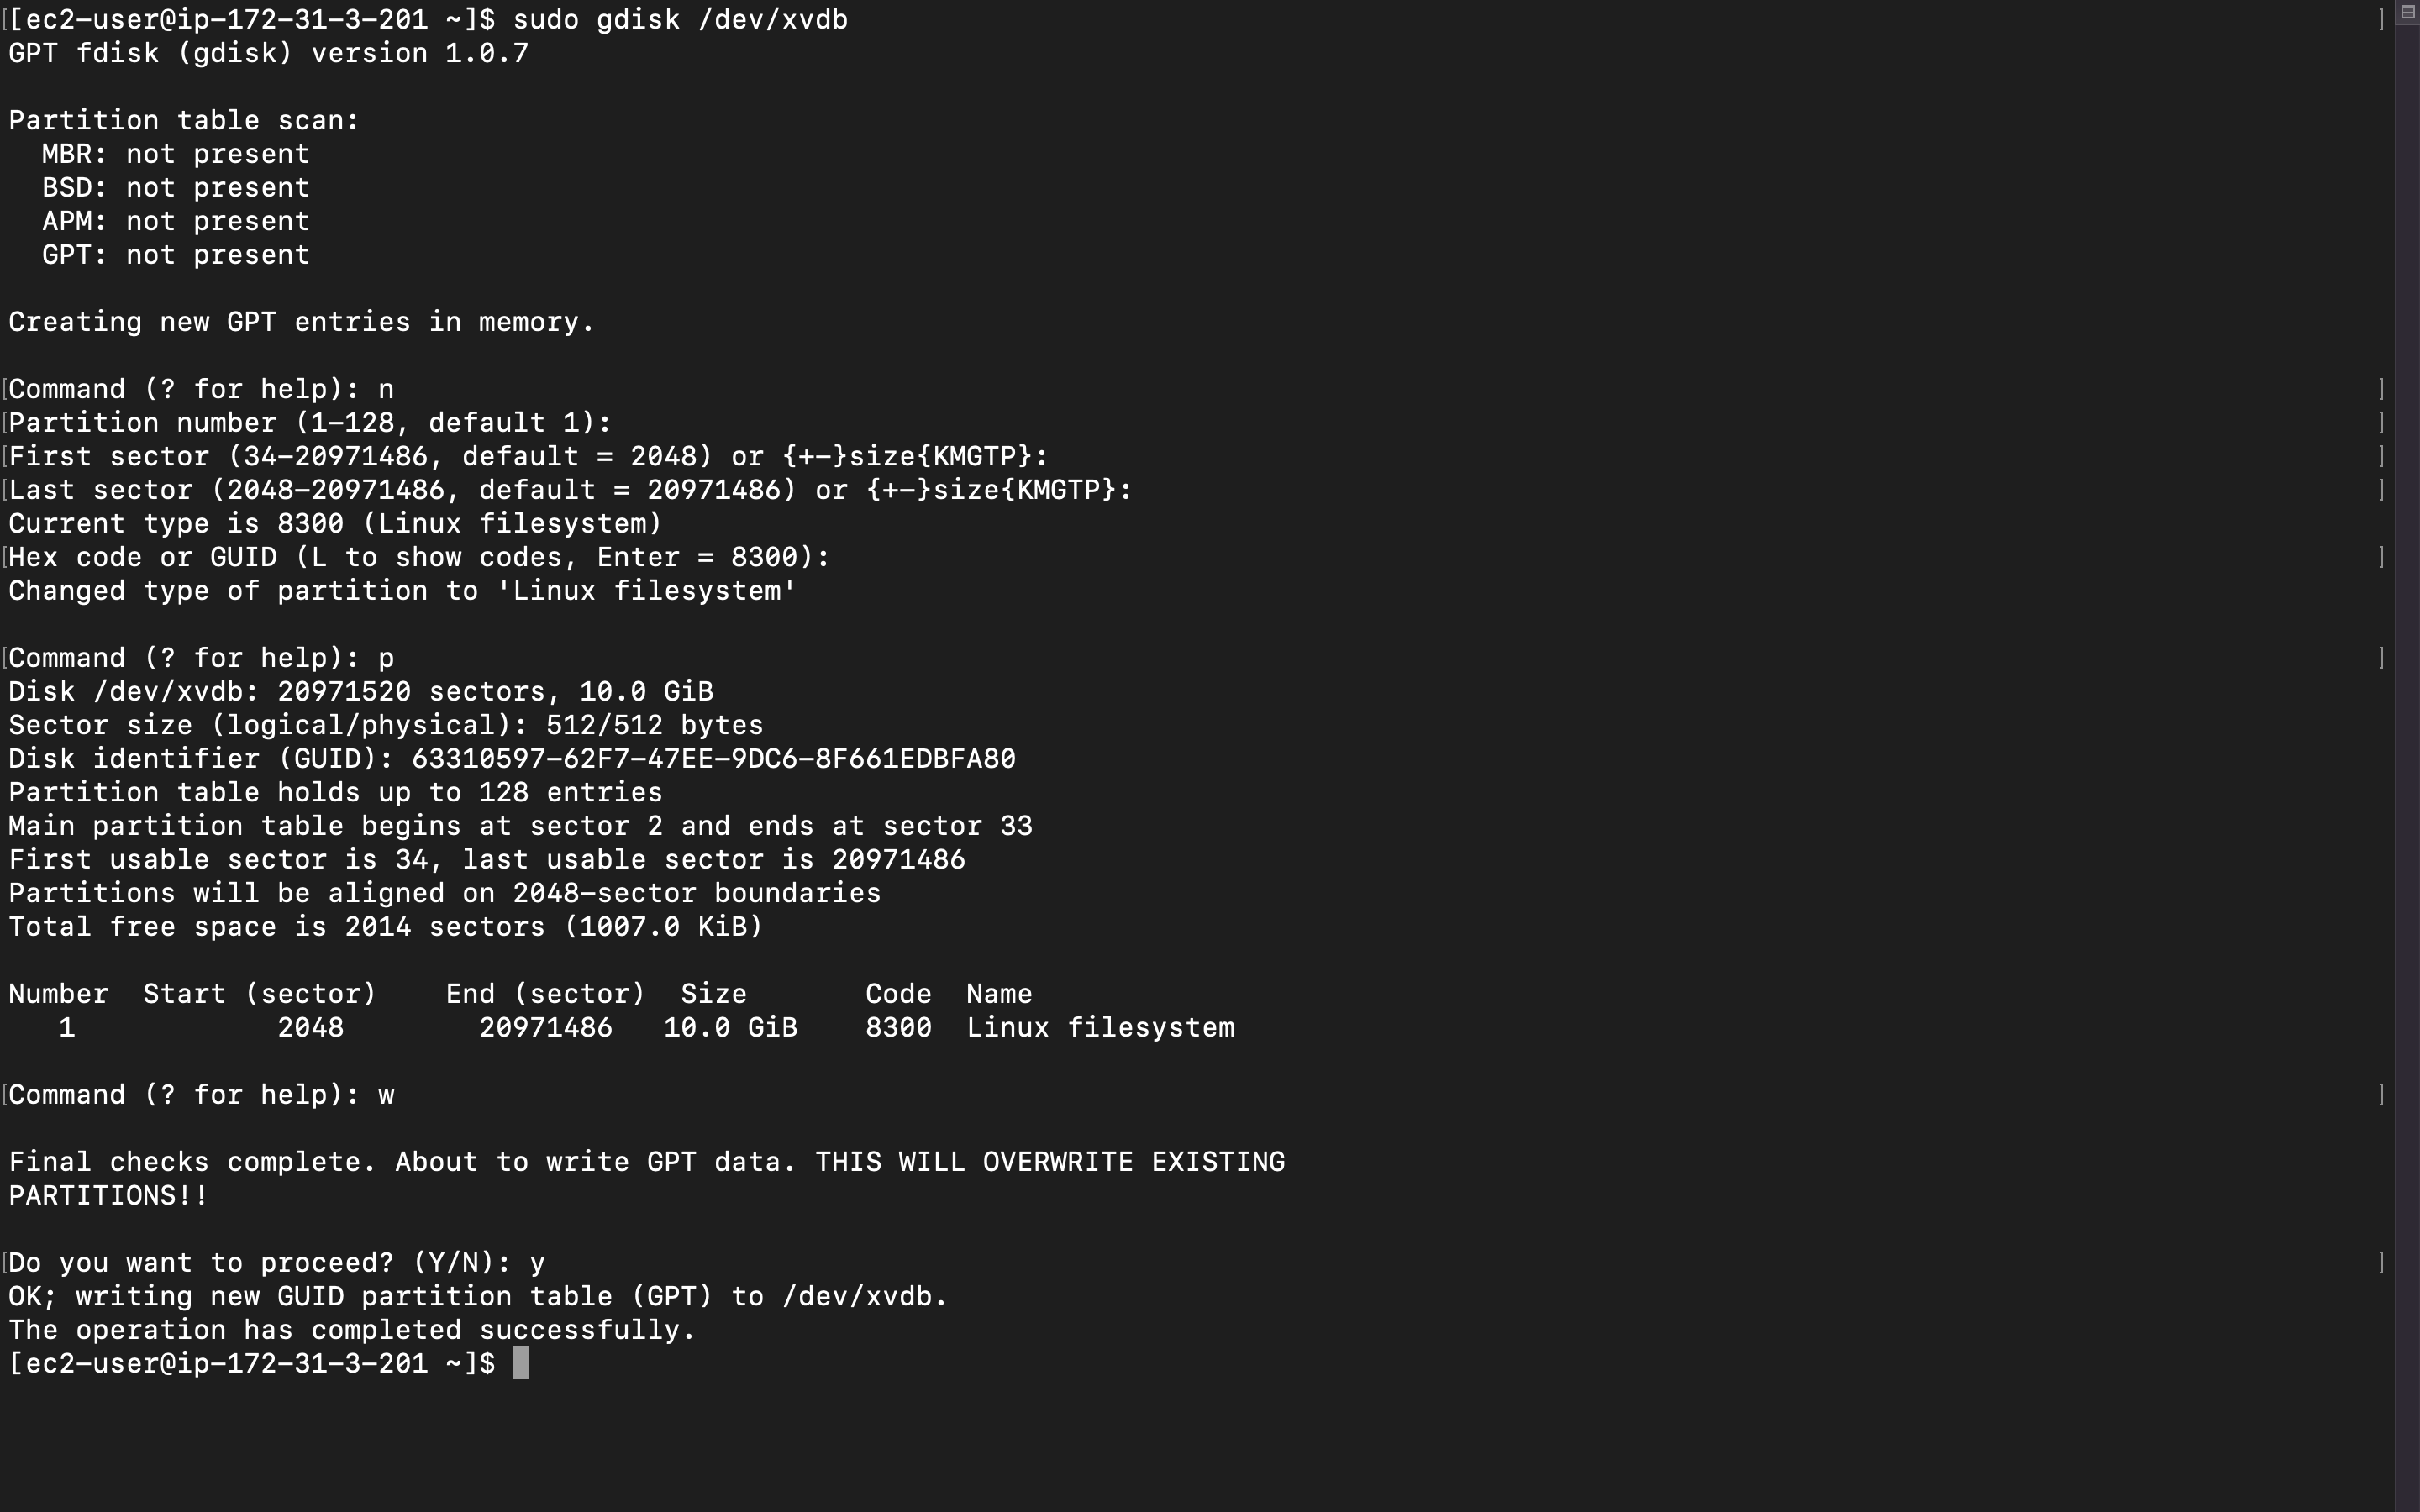 [ec2-user@ip-172-31-3-201 ~]$ sudo gdisk /dev/xvdb
GPT fdisk (gdisk) version 1.0.7
Partition table scan:
MBR: not present
BSD: not present
APM: not present
GPT: not present
Creating new GPT entries in memory.
Command (? for help): n
Partition number (1-128, default 1):
First sector (34-20971486, default = 2048) or {+-}size{KMGTP}:
Last sector (2048-20971486, default = 20971486) or {+-}size{KMGTP}:
Current type is 8300 (Linux filesystem)
Hex code or GUID (L to show codes, Enter = 8300):
Changed type of partition to 'Linux filesystem'
Command (? for help): p
Disk /dev/xvdb: 20971520 sectors, 10.0 GiB
Sector size (logical/physical): 512/512 bytes
Disk identifier (GUID): 63310597-62F7-47EE-9DC6-8F661EDBFA80
Partition table holds up to 128 entries
Main partition table begins at sector 2 and ends at sector 33
First usable sector is 34, last usable sector is 20971486
Partitions will be aligned on 2048-sector boundaries
Total free space is 2014 sectors (1007.0 KiB)
Number  Start (sector)    End (sector)  Size       Code  Name
1            2048        20971486   10.0 GiB    8300  Linux filesystem
Command (? for help): w
Final checks complete. About to write GPT data. THIS WILL OVERWRITE EXISTING
PARTITIONS!!
Do you want to proceed? (Y/N): y
OK; writing new GUID partition table (GPT) to /dev/xvdb.
The operation has completed successfully.
[ec2-user@ip-172-31-3-201 ~]$